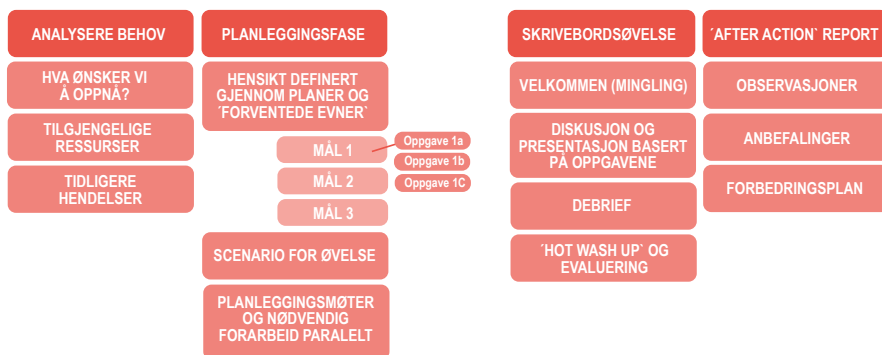 ANALYSERE BEHOV
HVA ØNSKER VI
Å OPPNÅ?
TILGJENGELIGE
RESSURSER
TIDLIGERE
HENDELSER
PLANLEGGINGSFASE
HENSIKT DEFINERT
GJENNOM PLANER OG
´FORVENTEDE EVNER`
MÅL 1
Oppgave 1a
Oppgave 1b
Oppgave 1C
MÅL 2
MÅL 3
SCENARIO FOR ØVELSE
PLANLEGGINGSMØTER
OG NØDVENDIG
FORARBEID PARALELT
SKRIVEBORDSØVELSE
VELKOMMEN (MINGLING)
DISKUSJON OG
PRESENTASJON BASERT
PÅ OPPGAVENE
DEBRIEF
´HOT WASH UP` OG
EVALUERING
´AFTER ACTION` REPORT
OBSERVASJONER
ANBEFALINGER
FORBEDRINGSPLAN